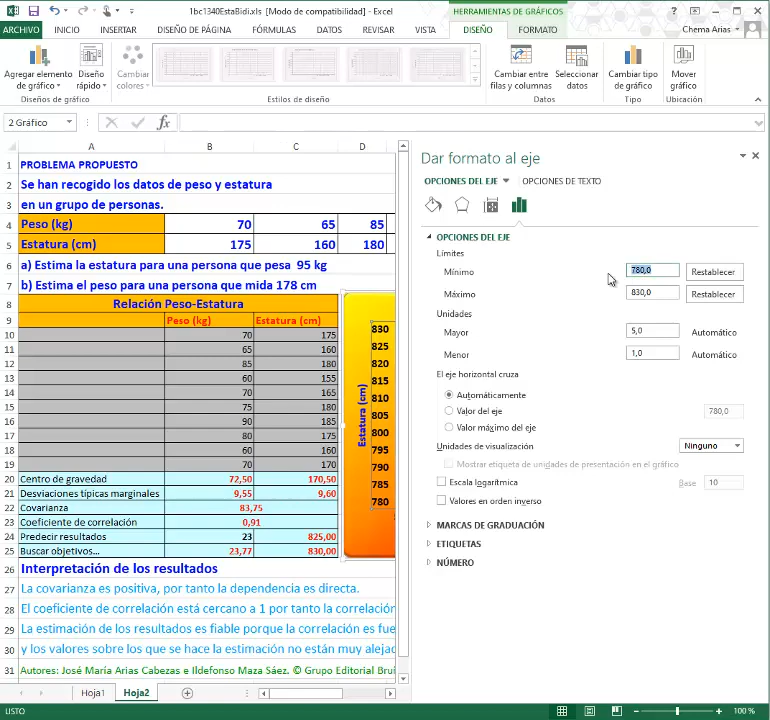 1bc1340EstaBidi.xls [Modo de compatibilidad] - Excel
HERRAMIENTAS DE GRÁFICOS
ARCHIVO INICIO INSERTAR DISEÑO DE PÁGINA FÓRMULAS DATOS REVISAR VISTA DISEÑO FORMATO Chema Arias
Agregar elemento de gráfico
Diseño rápido
Cambiar colores
Cambiar entre filas y columnas
Seleccionar datos
Cambiar tipo de gráfico
Mover gráfico
Diseños de gráfico Estilos de diseño Datos Tipo Ubicación
2 Gráfico fx
A B C D
1 PROBLEMA PROPUESTO
2 Se han recogido los datos de peso y estatura
3 en un grupo de personas.
4 Peso (kg) 70 65 85
5 Estatura (cm) 175 160 180
6 a) Estima la estatura para una persona que pesa 95 kg
7 b) Estima el peso para una persona que mida 178 cm
8 Relación Peso-Estatura
9 Peso (kg) Estatura (cm)
10 70 175
11 65 160
12 85 180
13 60 155
14 70 165
15 75 180
16 90 185
17 80 175
18 60 160
19 70 170
20 Centro de gravedad 72,50 170,50
21 Desviaciones típicas marginales 9,55 9,60
22 Covarianza 83,75
23 Coeficiente de correlación 0,91
24 Predecir resultados 23 825,00
25 Buscar objetivos... 23,77 830,00
26 Interpretación de los resultados
27 La covarianza es positiva, por tanto la dependencia es directa.
28 El coeficiente de correlación está cercano a 1 por tanto la correlación
29 La estimación de los resultados es fiable porque la correlación es fue
30 y los valores sobre los que se hace la estimación no están muy alejad
31 Autores: José María Arias Cabezas e Ildefonso Maza Sáez. © Grupo Editorial Bru
Estatura (cm)
830
825
820
815
810
805
800
795
790
785
780
Hoja1 Hoja2
LISTO
100 %
Dar formato al eje
OPCIONES DEL EJE OPCIONES DE TEXTO
OPCIONES DEL EJE
Límites
Mínimo 780,0 Restablecer
Máximo 830,0 Restablecer
Unidades
Mayor 5,0 Automático
Menor 1,0 Automático
El eje horizontal cruza
Automáticamente
Valor del eje 780,0
Valor máximo del eje
Unidades de visualización Ninguno
Mostrar etiqueta de unidades de presentación en el gráfico
Escala logarítmica Base 10
Valores en orden inverso
MARCAS DE GRADUACIÓN
ETIQUETAS
NÚMERO